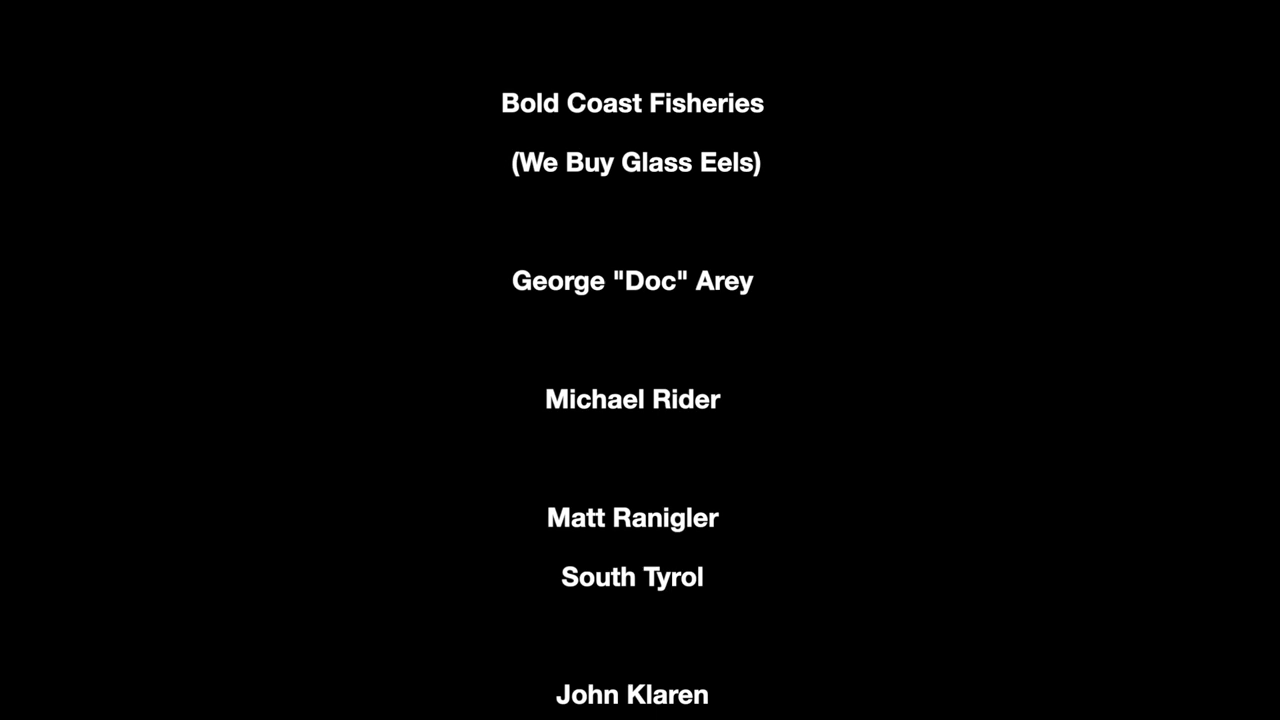 Bold Coast Fisheries
(We Buy Glass Eels)
George "Doc" Arey
Michael Rider
Matt Ranigler
South Tyrol
John Klaren